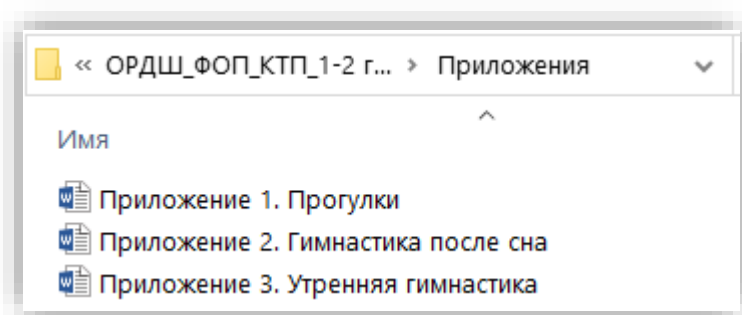 « ОРДШ_ФОП_КТП_1-2 г... › Приложения
Имя
Приложение 1. Прогулки
Приложение 2. Гимнастика после сна
Приложение 3. Утренняя гимнастика